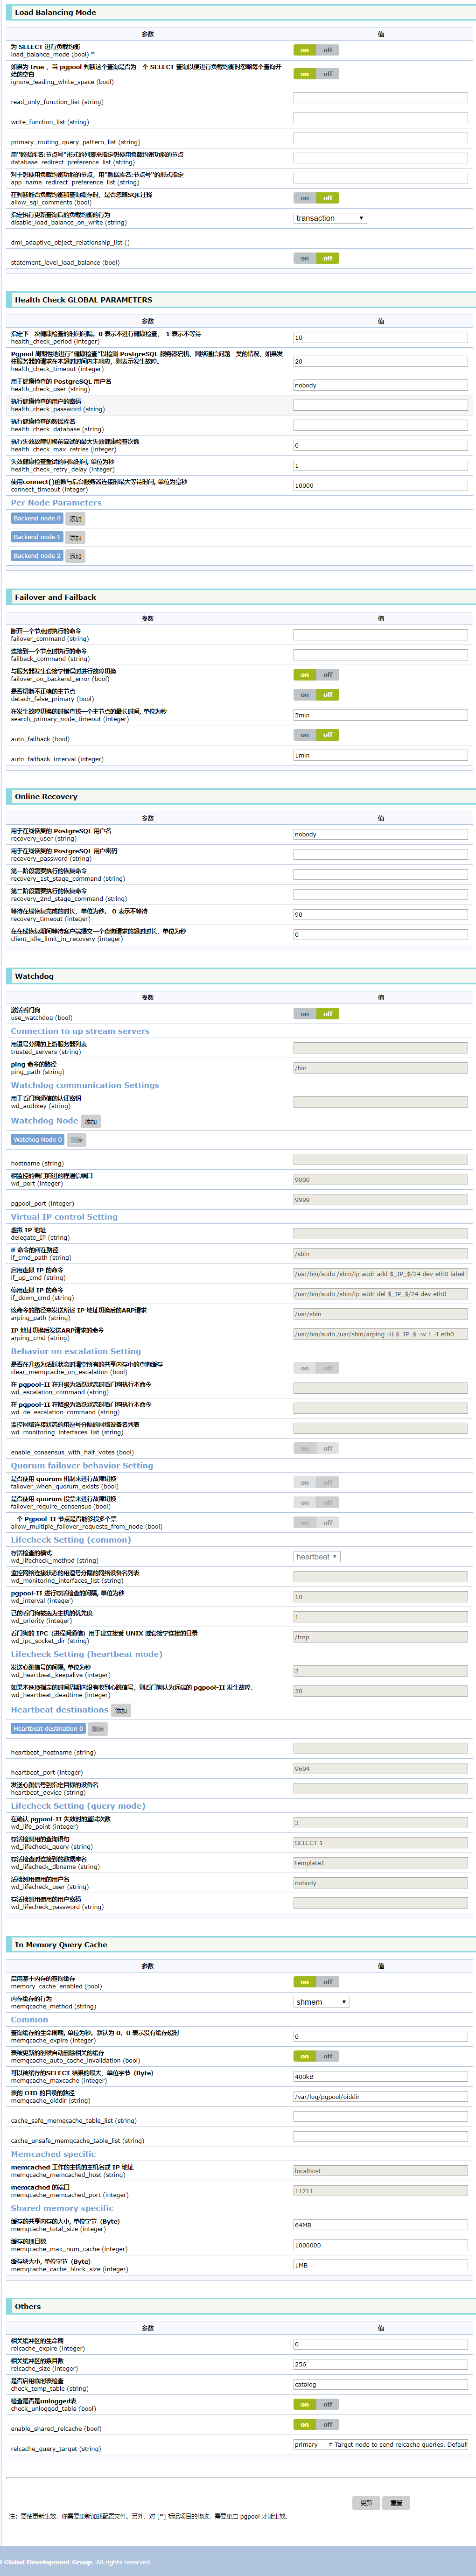 Load Balancing Mode
参数 值
为 SELECT 进行负载均衡
load_balance_mode (bool) * on off
如果为 true ，当 pgpool 判断这个查询是否为一个 SELECT 查询以便进行负载均衡时忽略每个查询开
始的空白
ignore_leading_white_space (bool) on off
read_only_function_list (string)
write_function_list (string)
primary_routing_query_pattern_list (string)
用"数据库名:节点号"形式的列表来指定想使用负载均衡功能的节点
database_redirect_preference_list (string)
对于想使用负载均衡功能的节点，用"数据库名:节点号"的形式指定
app_name_redirect_preference_list (string)
在判断能否负载均衡和查询缓存时，是否忽略SQL注释
allow_sql_comments (bool) on off
指定执行更新查询后的负载均衡的行为
disable_load_balance_on_write (string) transaction
dml_adaptive_object_relationship_list ()
statement_level_load_balance (bool) on off
Health Check GLOBAL PARAMETERS
参数 值
指定下一次健康检查的时间间隔。0 表示不进行健康检查，-1 表示不等待
health_check_period (integer) 10
Pgpool 周期性地进行"健康检查"以检测 PostgreSQL 服务器宕机、网络通信问题一类的情况，如果发
往服务器的请求在本超时时间内未响应，则表示发生故障。
health_check_timeout (integer) 20
用于健康检查的 PostgreSQL 用户名
health_check_user (string) nobody
执行健康检查的用户的密码
health_check_password (string)
执行健康检查的数据库名
health_check_database (string)
执行失效故障切换前尝试的最大失效健康检查次数
health_check_max_retries (integer) 0
失效健康检查重试的间隔时间, 单位为秒
health_check_retry_delay (integer) 1
使用connect()函数与后台服务器连接时最大等待时间, 单位为毫秒
connect_timeout (integer) 10000
Per Node Parameters
Backend node 0 添加
Backend node 1 添加
Backend node 2 添加
Failover and Failback
参数 值
断开一个节点时执行的命令
failover_command (string)
连接到一个节点时执行的命令
failback_command (string)
与服务器发生套接字错误时进行故障切换
failover_on_backend_error (bool) on off
是否切断不正确的主节点
detach_false_primary (bool) on off
在发生故障切换的时候查找一个主节点的最长时间, 单位为秒
search_primary_node_timeout (integer) 5min
auto_failback (bool) on off
auto_failback_interval (integer) 1min
Online Recovery
参数 值
用于在线恢复的 PostgreSQL 用户名
recovery_user (string) nobody
用于在线恢复的 PostgreSQL 用户密码
recovery_password (string)
第一阶段需要执行的恢复命令
recovery_1st_stage_command (string)
第二阶段需要执行的恢复命令
recovery_2nd_stage_command (string)
等待在线恢复完成的时长，单位为秒， 0 表示不等待
recovery_timeout (integer) 90
在在线恢复期间等待客户端提交一个查询请求的超时时长，单位为秒
client_idle_limit_in_recovery (integer) 0
Watchdog
参数 值
激活看门狗
use_watchdog (bool) on off
Connection to up stream servers
用逗号分隔的上游服务器列表
trusted_servers (string)
ping 命令的路径
ping_path (string) /bin
Watchdog communication Settings
用于看门狗通信的认证密钥
wd_authkey (string)
Watchdog Node 添加
Watchog Node 0 删除
hostname (string)
相监控的看门狗进的程通信端口
wd_port (integer) 9000
pgpool_port (integer) 9999
Virtual IP control Setting
虚拟 IP 地址
delegate_IP (string)
if 命令的所在路径
if_cmd_path (string) /sbin
启用虚拟 IP 的命令
if_up_cmd (string) /usr/bin/sudo /sbin/ip addr add $_IP_$/24 dev eth0 label
停用虚拟 IP 的命令
if_down_cmd (string) /usr/bin/sudo /sbin/ip addr del $_IP_$/24 dev eth0
该命令的路径来发送所述 IP 地址切换后的ARP请求
arping_path (string) /usr/sbin
IP 地址切换后发送ARP请求的命令
arping_cmd (string) /usr/bin/sudo /usr/sbin/arping -U $_IP_$ -w 1 -I eth0
Behavior on escalation Setting
是否在升级为活跃状态时清空所有的共享内存中的查询缓存
clear_memqcache_on_escalation (bool) on off
在 pgpool-II 在升级为活跃状态时看门狗执行本命令
wd_escalation_command (string)
在 pgpool-II 在降级为活跃状态时看门狗执行本命令
wd_de_escalation_command (string)
监控网络连接状态的用逗号分隔的网络设备名列表
wd_monitoring_interfaces_list (string)
enable_consensus_with_half_votes (bool) on off
Quorum failover behavior Setting
是否使用 quorum 机制来进行故障切换
failover_when_quorum_exists (bool) on off
是否使用 quorum 投票来进行故障切换
failover_require_consensus (bool) on off
一个 Pgpool-II 节点是否能够投多个票
allow_multiple_failover_requests_from_node (bool) on off
Lifecheck Setting (common)
存活检查的模式
wd_lifecheck_method (string) heartbeat
监控网络连接状态的用逗号分隔的网络设备名列表
wd_monitoring_interfaces_list (string)
pgpool-II 进行存活检查的间隔, 单位为秒
wd_interval (integer) 10
己的看门狗被选为主机的优先度
wd_priority (integer) 1
看门狗的 IPC（进程间通信）用于建立接受 UNIX 域套接字连接的目录
wd_ipc_socket_dir (string) /tmp
Lifecheck Setting (heartbeat mode)
发送心跳信号的间隔, 单位为秒
wd_heartbeat_keepalive (integer) 2
如果本选项指定的时间周期内没有收到心跳信号，则看门狗认为远端的 pgpool-II 发生故障。
wd_heartbeat_deadtime (integer) 30
Heartbeat destinations 添加
Heartbeat destination 0 删除
heartbeat_hostname (string)
heartbeat_port (integer) 9694
发送心跳信号到指定目标的设备名
heartbeat_device (string)
Lifecheck Setting (query mode)
在确认 pgpool-II 失效时的重试次数
wd_life_point (integer) 3
存活检测用的查询语句
wd_lifecheck_query (string) SELECT 1
存活检查时连接到的数据库名
wd_lifecheck_dbname (string) template1
活检测用使用的用户名
wd_lifecheck_user (string) nobody
存活检测用使用的用户密码
wd_lifecheck_password (string)
In Memory Query Cache
参数 值
启用基于内存的查询缓存
memory_cache_enabled (bool) on off
内存缓存的行为
memqcache_method (string) shmem
Common
查询缓存的生命周期, 单位为秒。默认为 0。0 表示没有缓存超时
memqcache_expire (integer) 0
表被更新的时候自动删除相关的缓存
memqcache_auto_cache_invalidation (bool) on off
可以被缓存的SELECT 结果的最大，单位字节（Byte）
memqcache_maxcache (integer) 400kB
表的 OID 的目录的路径
memqcache_oiddir (string) /var/log/pgpool/oiddir
cache_safe_memqcache_table_list (string)
cache_unsafe_memqcache_table_list (string)
Memcached specific
memcached 工作的主机的主机名或 IP 地址
memqcache_memcached_host (string) localhost
memcached 的端口
memqcache_memcached_port (integer) 11211
Shared memory specific
缓存的共享内存的大小, 单位字节（Byte）
memqcache_total_size (integer) 64MB
缓存的项目数
memqcache_max_num_cache (integer) 1000000
缓存块大小, 单位字节（Byte）
memqcache_cache_block_size (integer) 1MB
Others
参数 值
相关缓冲区的生命期
relcache_expire (integer) 0
相关缓冲区的条目数
relcache_size (integer) 256
是否启用临时表检查
check_temp_table (string) catalog
检查是否是unlogged表
check_unlogged_table (bool) on off
enable_shared_relcache (bool) on off
relcache_query_target (string) primary # Target node to send relcache queries. Default
更新 重置
注：要使更新生效，你需要重新加载配置文件。另外，对 [*] 标记项目的修改，需要重启 pgpool 才能生效。
l Global Development Group. All rights reserved.